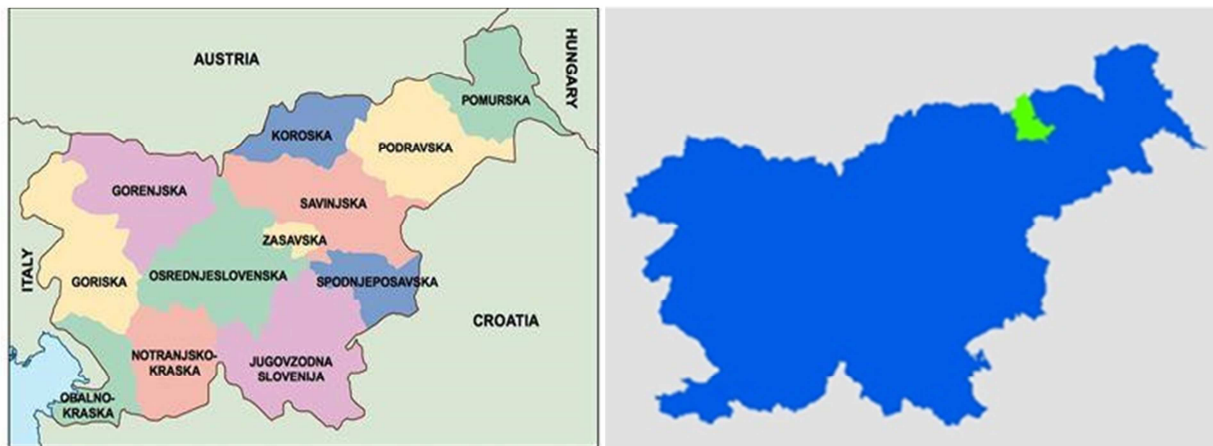 AUSTRIA
HUNGARY
POMURSKA
KOROSKA
PODRAVSKA
GORENJSKA
SAVINJSKA
ZASAVSKA
ITALY
GORISKA
OSREDNJESLOVENSKA
SPODNJEPOSAVSKA
CROATIA
NOTRANJSKO-
KRASKA
JUGOVZODNA
SLOVENIJA
OBALNO-
KRASKA